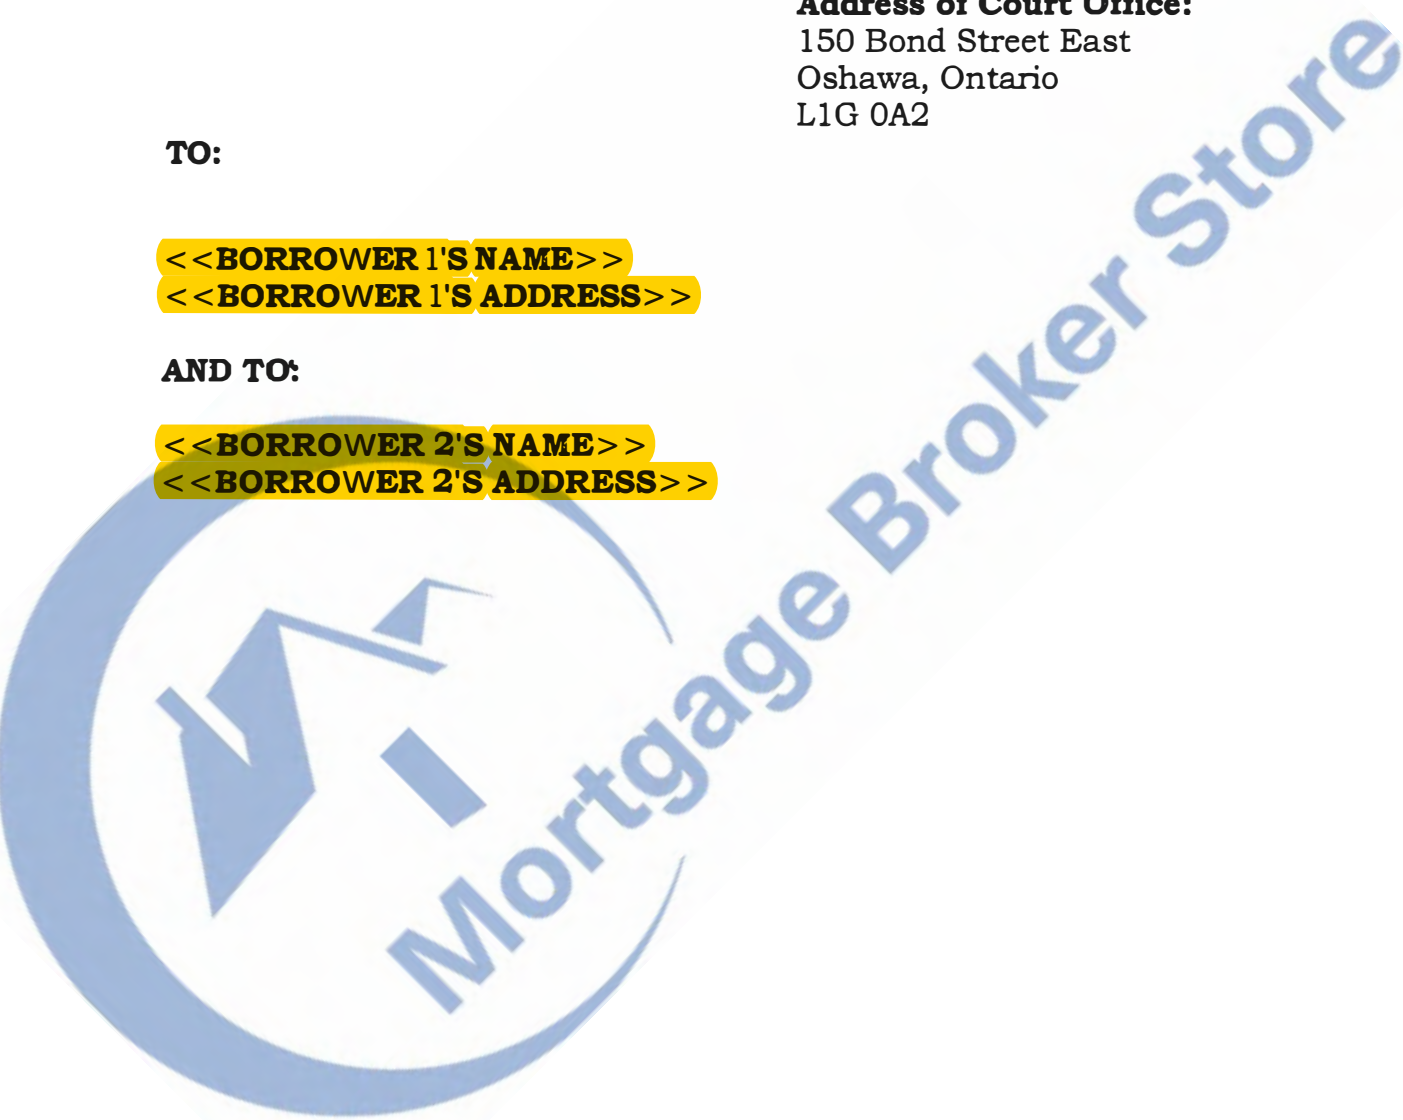 Address of Court Office:
150 Bond Street East
Oshawa, Ontario
L1G 0A2
TO:
<<BORROWER 1'S NAME>>
<<BORROWER 1'S ADDRESS>>
AND TO:
<<BORROWER 2'S NAME>>
<<BORROWER 2'S ADDRESS>>
Mortgage Broker Store